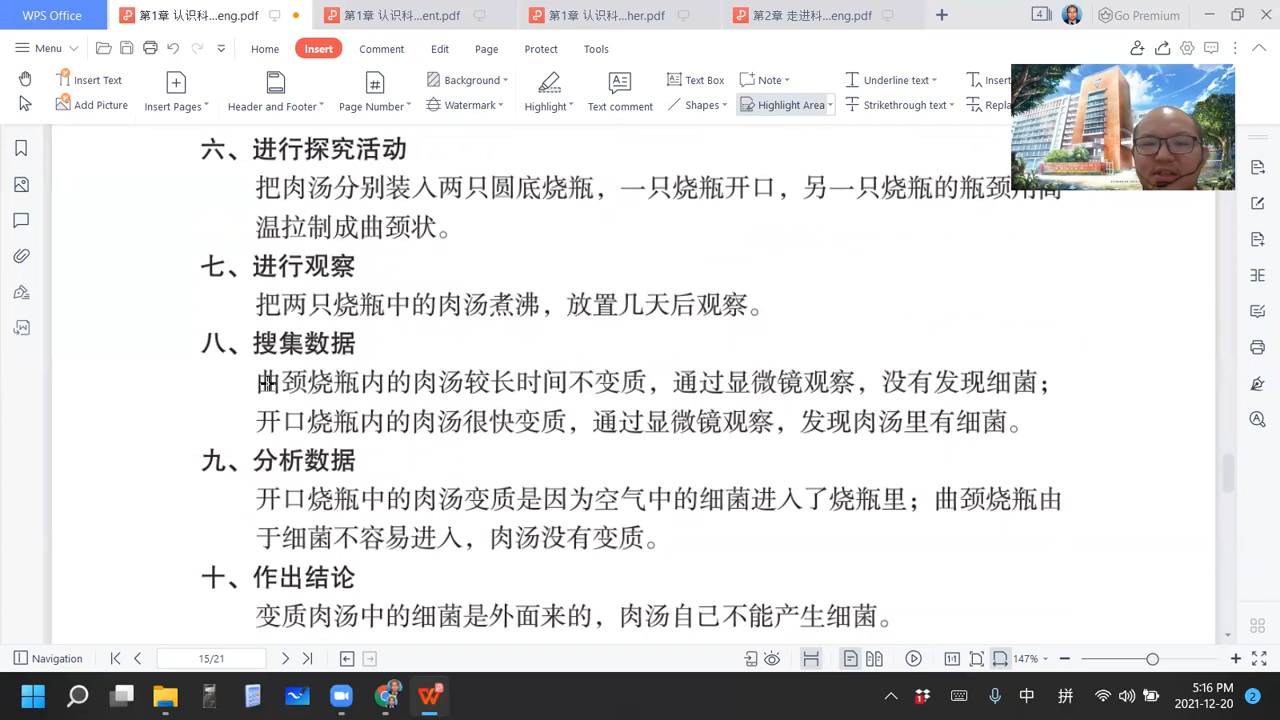 WPS Office 第1章 认识科...科.pdf 第1章 认识科...ent.pdf 第1章 认识科...her.pdf 第2章 走进科...eng.pdf 4 Go Premium
Menu Home Insert Comment Edit Page Protect Tools
Insert Text Background Text Box Note Underline text Insert
Add Picture Insert Pages Header and Footer Page Number Watermark Highlight Text comment Shapes Highlight Area Strikethrough text Repla
六、进行探究活动
把肉汤分别装入两只圆底烧瓶，一只烧瓶开口，另一只烧瓶的瓶颈用高
温拉制成曲颈状。
七、进行观察
把两只烧瓶中的肉汤煮沸，放置几天后观察。
八、搜集数据
曲颈烧瓶内的肉汤较长时间不变质，通过显微镜观察，没有发现细菌；
开口烧瓶内的肉汤很快变质，通过显微镜观察，发现肉汤里有细菌。
九、分析数据
开口烧瓶中的肉汤变质是因为空气中的细菌进入了烧瓶里；曲颈烧瓶由
于细菌不容易进入，肉汤没有变质。
十、作出结论
变质肉汤中的细菌是外面来的，肉汤自己不能产生细菌。
Navigation 15/21 147%
中 拼 5:16 PM
2021-12-20 2